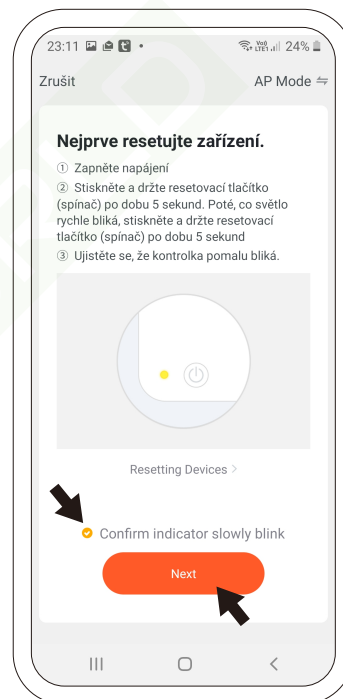 23:11
24%
Zrušit
AP Mode
Nejprve resetujte zařízení.
① Zapněte napájení
② Stiskněte a držte resetovací tlačítko
(spínač) po dobu 5 sekund. Poté, co světlo
rychle bliká, stiskněte a držte resetovací
tlačítko (spínač) po dobu 5 sekund
③ Ujistěte se, že kontrolka pomalu bliká.
Resetting Devices >
Confirm indicator slowly blink
Next